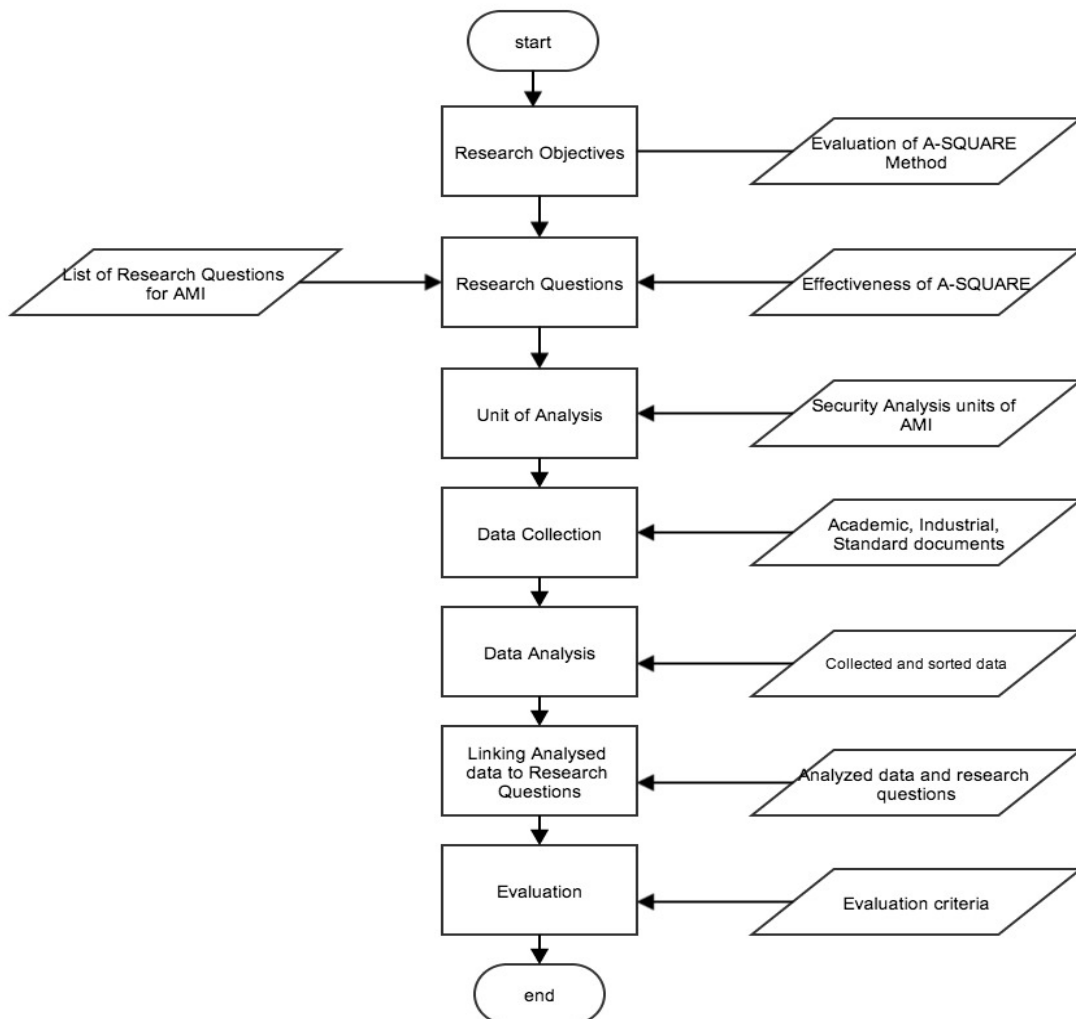 start
Research Objectives
Evaluation of A-SQUARE
Method
List of Research Questions
for AMI
Research Questions
Effectiveness of A-SQUARE
Unit of Analysis
Security Analysis units of
AMI
Data Collection
Academic, Industrial,
Standard documents
Data Analysis
Collected and sorted data
Linking Analysed
data to Research
Questions
Analyzed data and research
questions
Evaluation
Evaluation criteria
end